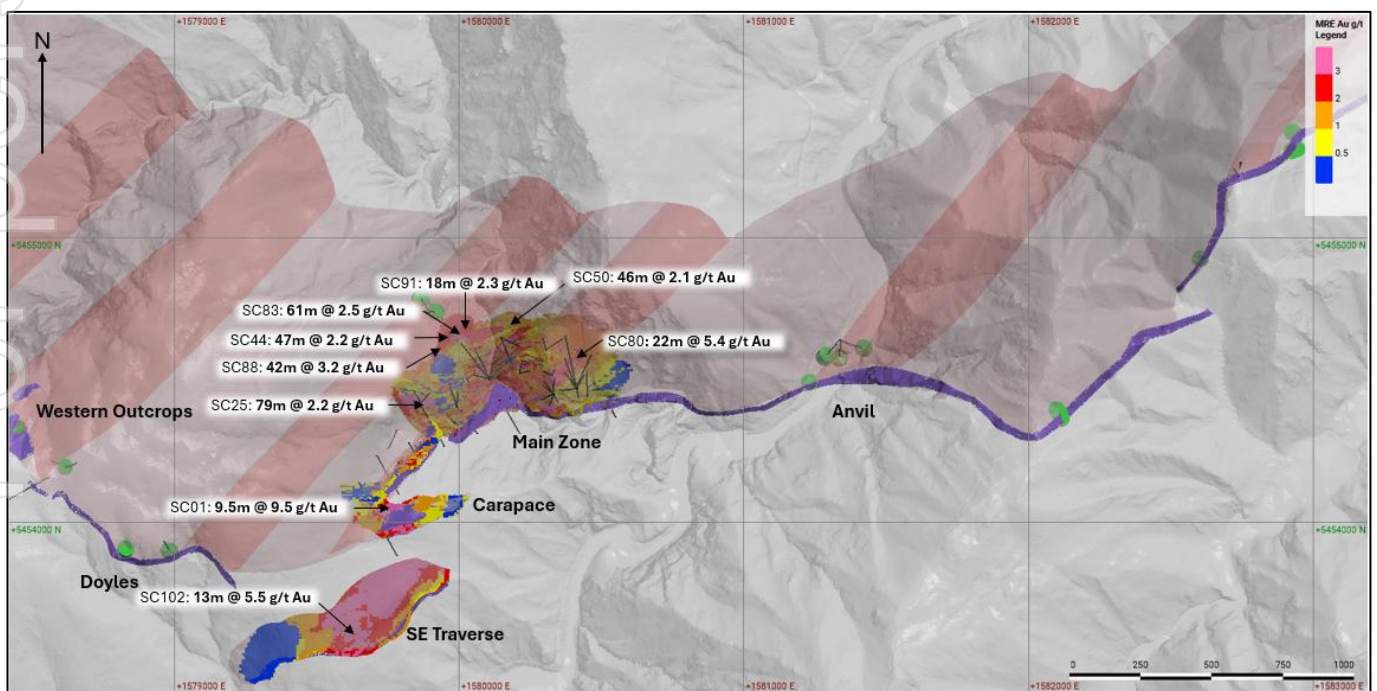 +1579000 E
+1580000 E
+1581000 E
+1582000 E
MRE Au g/t
Legend
N
3
2
1
0.5
+5455000 N
+5455000 N
SC91: 18m @ 2.3 g/t Au
SC50: 46m @ 2.1 g/t Au
SC83: 61m @ 2.5 g/t Au
SC44: 47m @ 2.2 g/t Au
SC80: 22m @ 5.4 g/t Au
SC88: 42m @ 3.2 g/t Au
SC25: 79m @ 2.2 g/t Au
Western Outcrops
Anvil
Main Zone
SC01: 9.5m @ 9.5 g/t Au
Carapace
+5454000 N
+5454000 N
Doyles
SC102: 13m @ 5.5 g/t Au
SE Traverse
0
250
500
750
1000
+1579000 E
+1580000 E
+1581000 E
+1582000 E
+1583000 E